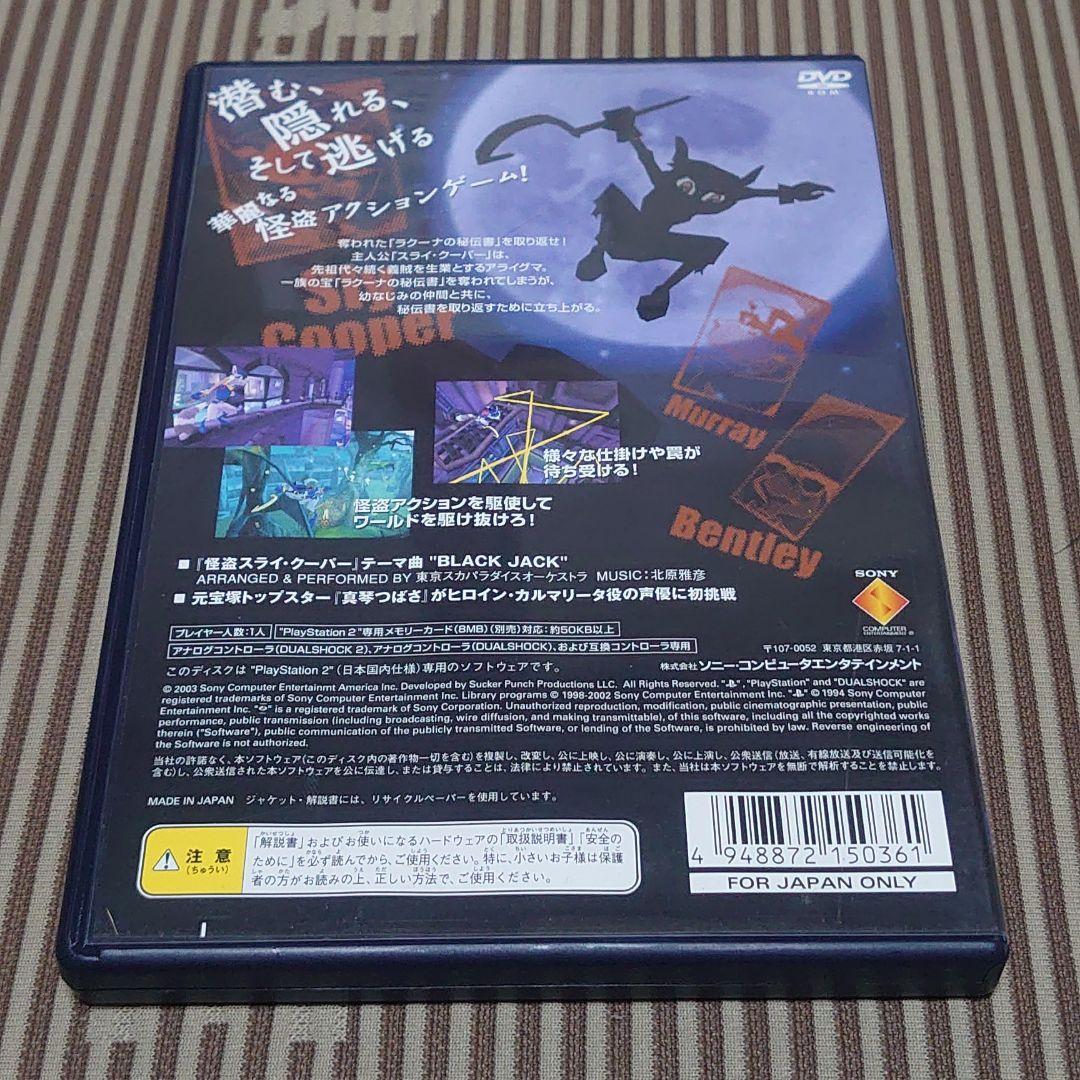 DVD
ROM
潜む、
隠れる、
そして逃げる
華麗なる
怪盗アクションゲーム!
奪われた「ラクーナの秘伝書」を取り返せ!
主人公「スライ・クーパー」は、
先祖代々続く義賊を生業とするアライグマ。
一族の宝「ラクーナの秘伝書」を奪われてしまうが、
幼なじみの仲間と共に、
秘伝書を取り返すために立ち上がる。
Sly
Cooper
Murray
Bentley
様々な仕掛けや罠が
待ち受ける!
怪盗アクションを駆使して
ワールドを駆け抜けろ!
■『怪盗スライ・クーパー』テーマ曲 "BLACK JACK"
ARRANGED & PERFORMED BY 東京スカパラダイスオーケストラ MUSIC:北原雅彦
■ 元宝塚トップスター『真琴つばさ』がヒロイン・カルマリータ役の声優に初挑戦
SONY
COMPUTER
ENTERTAINMENT
プレイヤー人数:1人 "PlayStation 2"専用メモリーカード(8MB)(別売)対応:約50KB以上
アナログコントローラ(DUALSHOCK 2)、アナログコントローラ(DUALSHOCK)、および互換コントローラ専用
〒107-0052 東京都港区赤坂 7-1-1
このディスクは "PlayStation 2" (日本国内仕様) 専用のソフトウェアです。
株式会社 ソニー・コンピュータエンタテインメント
© 2003 Sony Computer Entertainmt America Inc. Developed by Sucker Punch Productions LLC. All Rights Reserved. " ", "PlayStation" and "DUALSHOCK" are
registered trademarks of Sony Computer Entertainment Inc. Library programs © 1998-2002 Sony Computer Entertainment Inc. " " © 1994 Sony Computer
Entertainment Inc. " " is a registered trademark of Sony Corporation. Unauthorized reproduction, modification, public cinematographic presentation, public
performance, public transmission (including broadcasting, wire diffusion, and making transmittable), of this software, including all the copyrighted works
therein ("Software"), public communication of the publicly transmitted Software, or lending of the Software, is prohibited by law. Reverse engineering of
the Software is not authorized.
当社の許諾なく、本ソフトウェア(このディスク内の著作物一切を含む)を複製し、改変し、公に上映し、公に演奏し、公に上演し、公衆送信(放送、有線放送及び送信可能化を
含む)し、公衆送信された本ソフトウェアを公に伝達し、または貸与することは、法律により禁止されています。また、当社は本ソフトウェアを無断で解析することを禁止します。
MADE IN JAPAN ジャケット・解説書には、リサイクルペーパーを使用しています。
注意
(ちゅうい)
「解説書」およびお使いになるハードウェアの「取扱説明書」「安全の
ために」を必ず読んでから、ご使用ください。特に、小さいお子様は保護
者の方がお読みの上、正しい方法で、ご使用ください。
4 948872 150361
FOR JAPAN ONLY